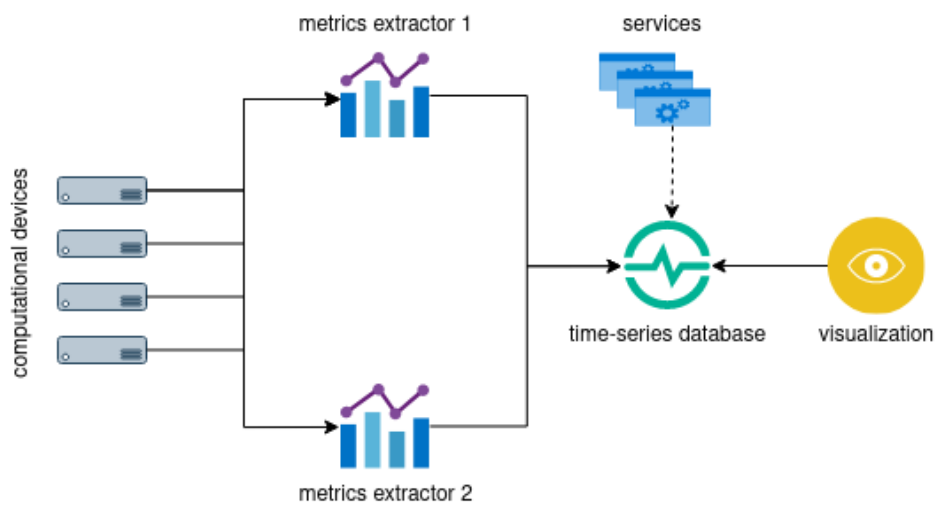 metrics extractor 1
services
computational devices
time-series database
visualization
metrics extractor 2